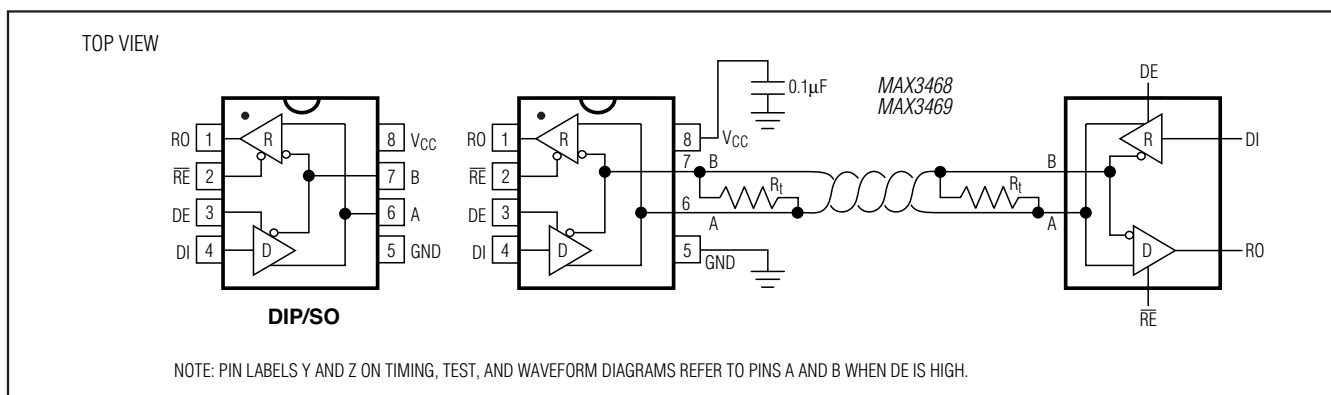 TOP VIEW
RO 1
RE 2
DE 3
DI 4
R
D
8 VCC
7 B
6 A
5 GND
DIP/SO
RO 1
RE 2
DE 3
DI 4
R
D
8 VCC
7 B
6 A
5 GND
0.1µF
MAX3468
MAX3469
Rt
Rt
B
A
DE
R
DI
D
RO
RE
NOTE: PIN LABELS Y AND Z ON TIMING, TEST, AND WAVEFORM DIAGRAMS REFER TO PINS A AND B WHEN DE IS HIGH.